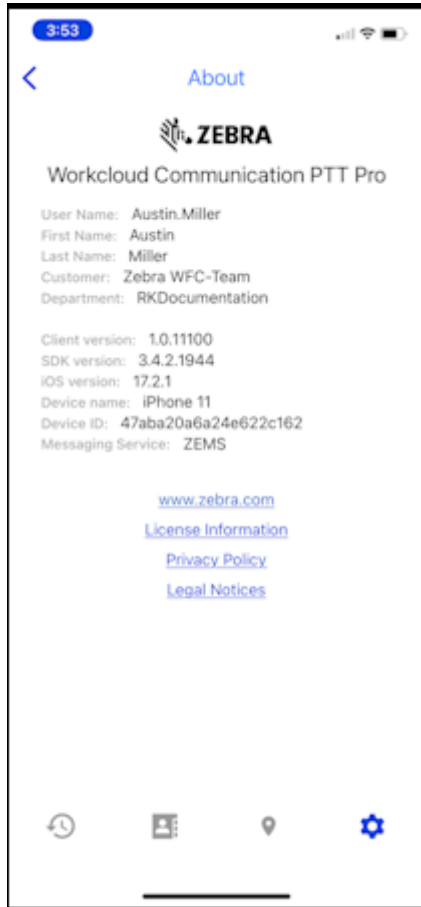 3:53
About
ZEBRA
Workcloud Communication PTT Pro
User Name: Austin.Miller
First Name: Austin
Last Name: Miller
Customer: Zebra WFC-Team
Department: RKDocumentation
Client version: 1.0.11100
SDK version: 3.4.2.1944
iOS version: 17.2.1
Device name: iPhone 11
Device ID: 47aba20a6a24e622c162
Messaging Service: ZEMS
www.zebra.com
License Information
Privacy Policy
Legal Notices